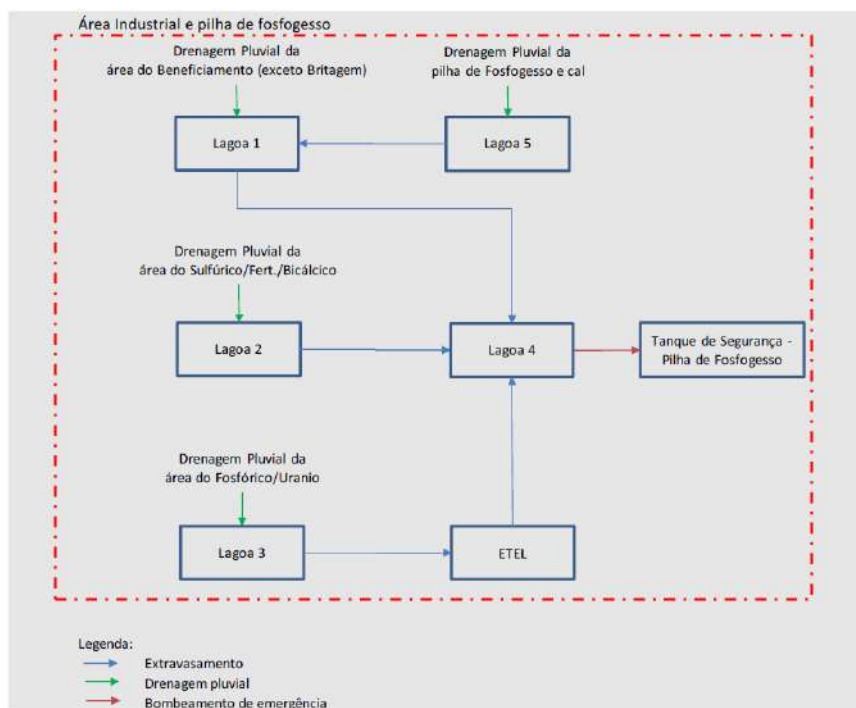 Área Industrial e pilha de fosfogesso
Drenagem Pluvial da
área do Beneficiamento (exceto Britagem)
Drenagem Pluvial da
pilha de Fosfogesso e cal
Lagoa 1
Lagoa 5
Drenagem Pluvial da
área do Sulfúrico/Fert./Bicálcico
Lagoa 2
Lagoa 4
Tanque de Segurança -
Pilha de Fosfogesso
Drenagem Pluvial da
área do Fosfórico/Uranio
Lagoa 3
ETEL
Legenda:
Extravasamento
Drenagem pluvial
Bombeamento de emergência